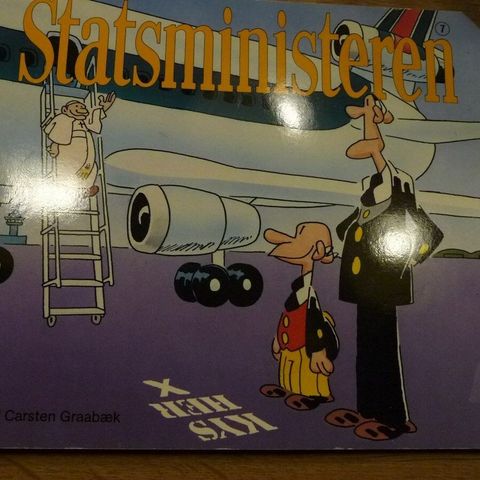 Statsministeren
7
KYS
HER
X
Carsten Graabæk